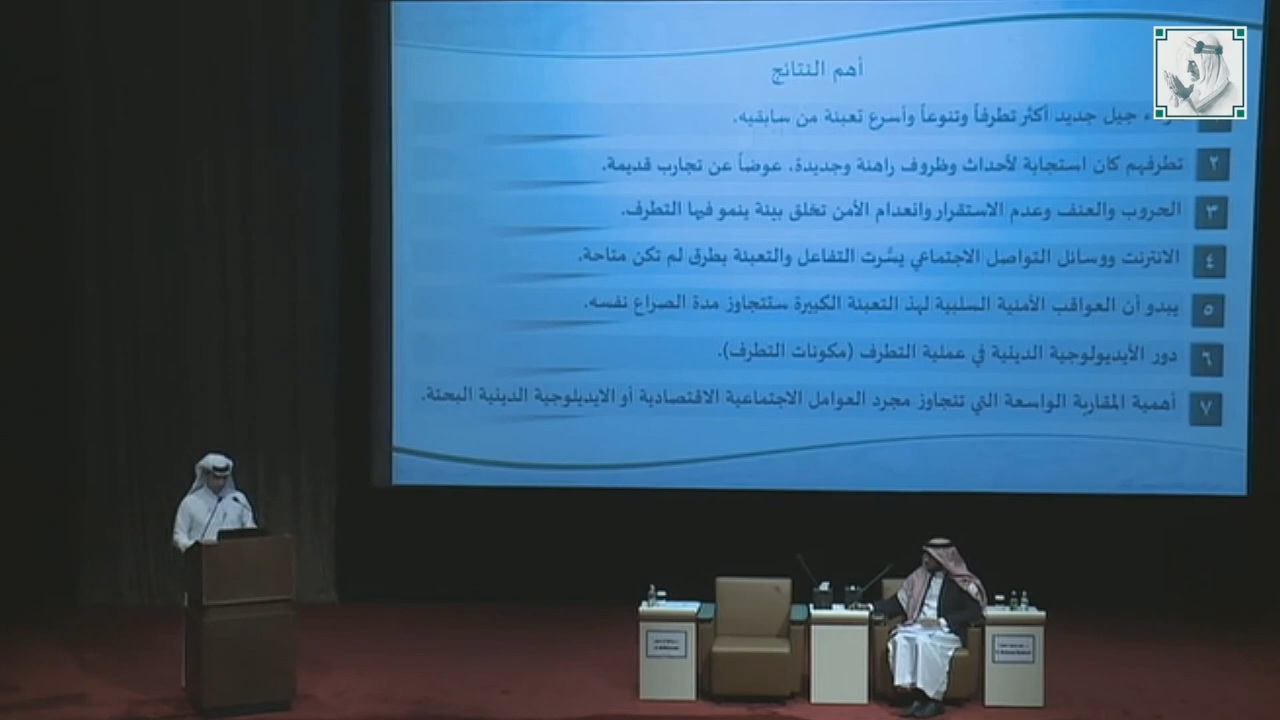 أهم النتائج
جيل جديد أكثر تطرفاً وتنوعاً وأسرع تعبئة من سابقيه.
٢ تطرفهم كان استجابة لأحداث وظروف راهنة وجديدة، عوضاً عن تجارب قديمة.
٣ الحروب والعنف وعدم الاستقرار وانعدام الأمن تخلق بيئة ينمو فيها التطرف.
٤ الانترنت ووسائل التواصل الاجتماعي يسَّرت التفاعل والتعبئة بطرق لم تكن متاحة.
٥ يبدو أن العواقب الأمنية السلبية لهذ التعبئة الكبيرة ستتجاوز مدة الصراع نفسه.
٦ دور الأيديولوجية الدينية في عملية التطرف (مكونات التطرف).
٧ أهمية المقاربة الواسعة التي تتجاوز مجرد العوامل الاجتماعية الاقتصادية أو الايديلوجية الدينية البحتة.